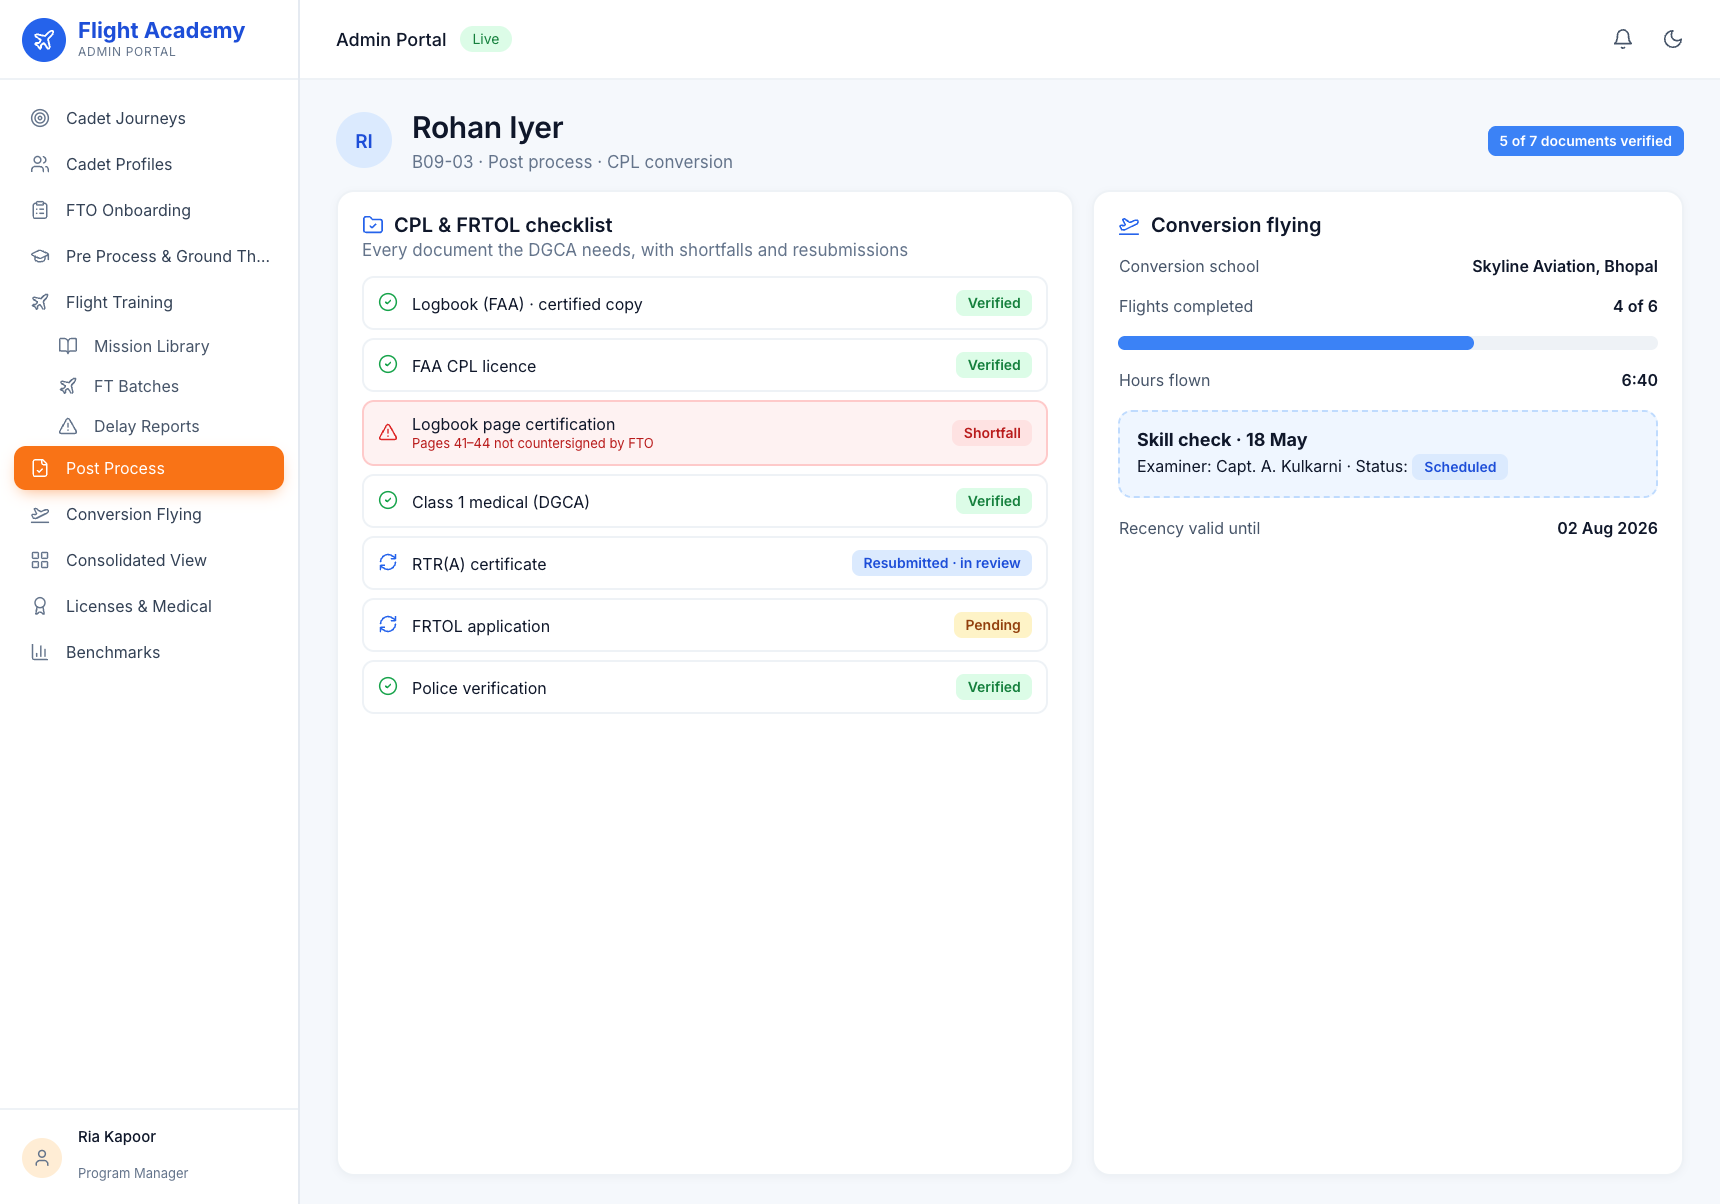 Flight Academy
ADMIN PORTAL
Cadet Journeys
Cadet Profiles
FTO Onboarding
Pre Process & Ground Th...
Flight Training
Mission Library
FT Batches
Delay Reports
Post Process
Conversion Flying
Consolidated View
Licenses & Medical
Benchmarks
Ria Kapoor
Program Manager
Admin Portal
Live
RI
Rohan Iyer
B09-03 · Post process · CPL conversion
5 of 7 documents verified
CPL & FRTOL checklist
Every document the DGCA needs, with shortfalls and resubmissions
Logbook (FAA) · certified copy
Verified
FAA CPL licence
Verified
Logbook page certification
Pages 41–44 not countersigned by FTO
Shortfall
Class 1 medical (DGCA)
Verified
RTR(A) certificate
Resubmitted · in review
FRTOL application
Pending
Police verification
Verified
Conversion flying
Conversion school
Skyline Aviation, Bhopal
Flights completed
4 of 6
Hours flown
6:40
Skill check · 18 May
Examiner: Capt. A. Kulkarni · Status: Scheduled
Recency valid until
02 Aug 2026